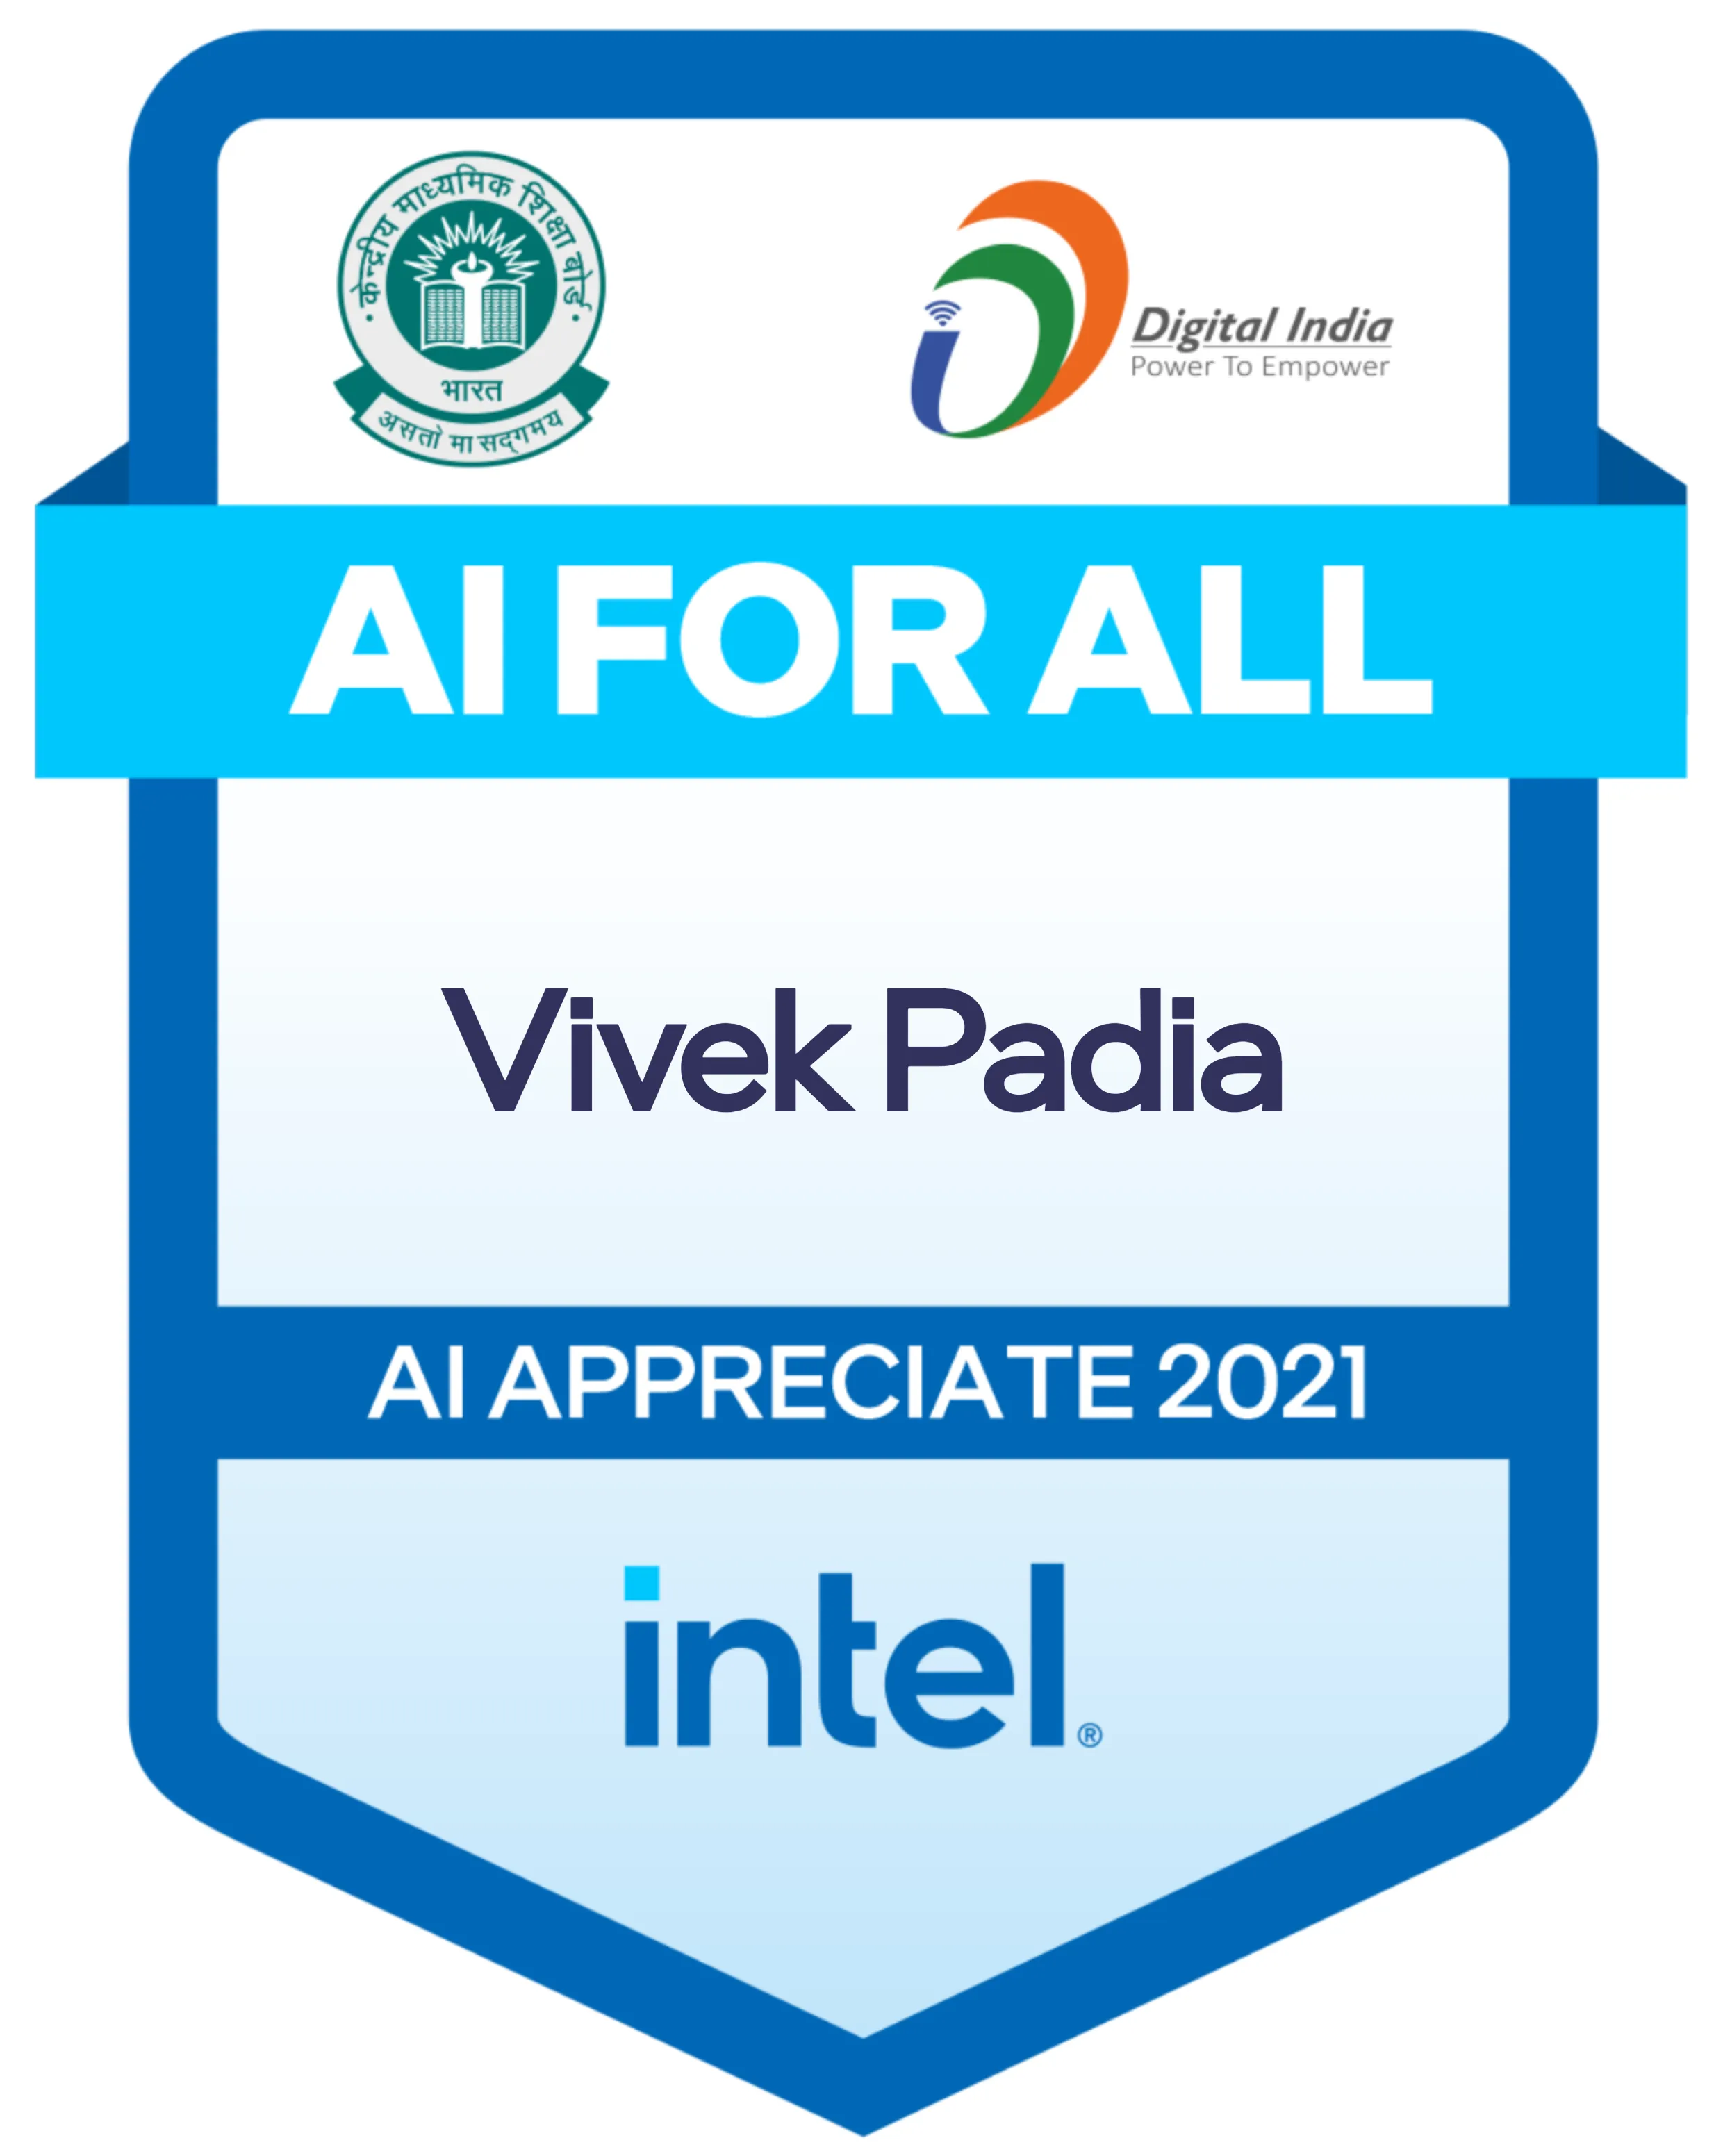 केन्द्रीय माध्यमिक शिक्षा बोर्ड
भारत
असतो मा सद्गमय
Digital India
Power To Empower
AI FOR ALL
Vivek Padia
AI APPRECIATE 2021
intel®